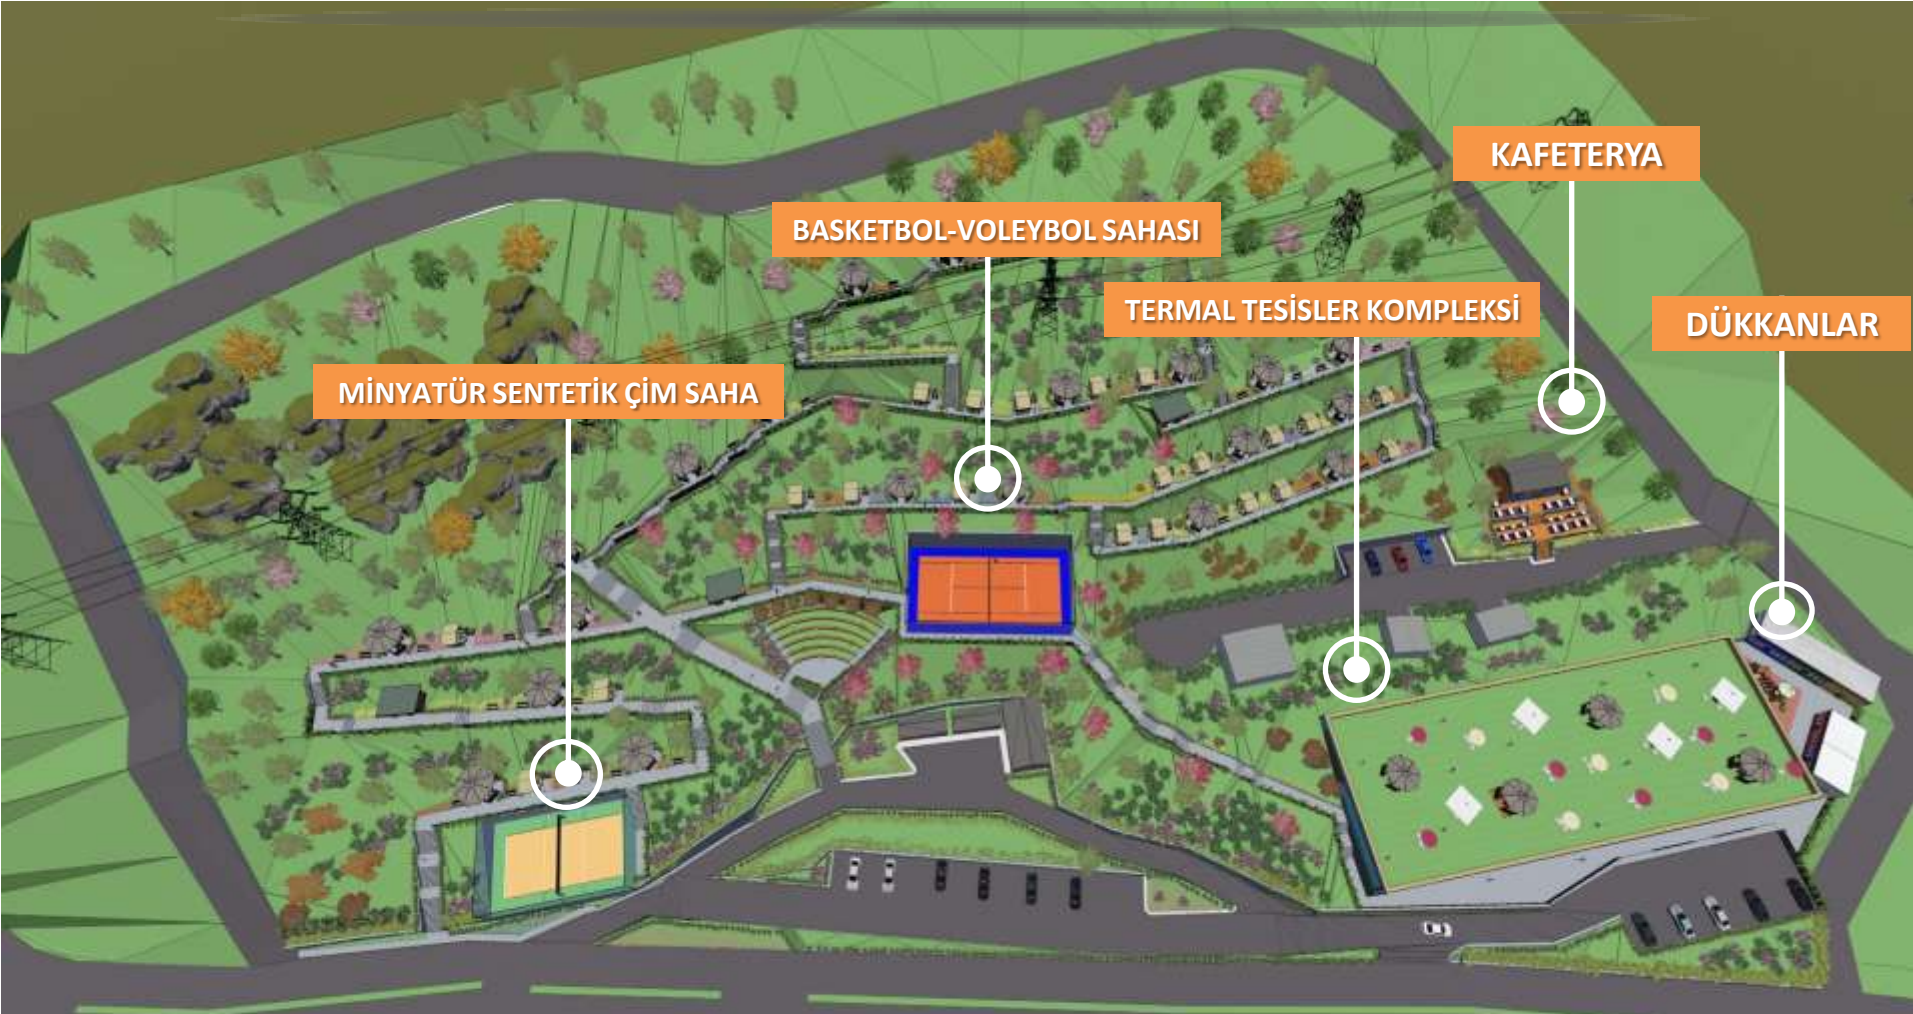 KAFETERYA
BASKETBOL-VOLEYBOL SAHASI
TERMAL TESİSLER KOMPLEKSİ
DÜKKANLAR
MİNYATÜR SENTETİK ÇİM SAHA